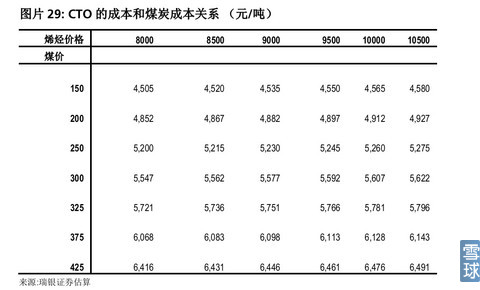 图片 29: CTO 的成本和煤炭成本关系 （元/吨）
烯烃价格 8000 8500 9000 9500 10000 10500
煤价
150 4,505 4,520 4,535 4,550 4,565 4,580
200 4,852 4,867 4,882 4,897 4,912 4,927
250 5,200 5,215 5,230 5,245 5,260 5,275
300 5,547 5,562 5,577 5,592 5,607 5,622
325 5,721 5,736 5,751 5,766 5,781 5,796
375 6,068 6,083 6,098 6,113 6,128 6,143
425 6,416 6,431 6,446 6,461 6,476 6,491
来源:瑞银证券估算
雪球